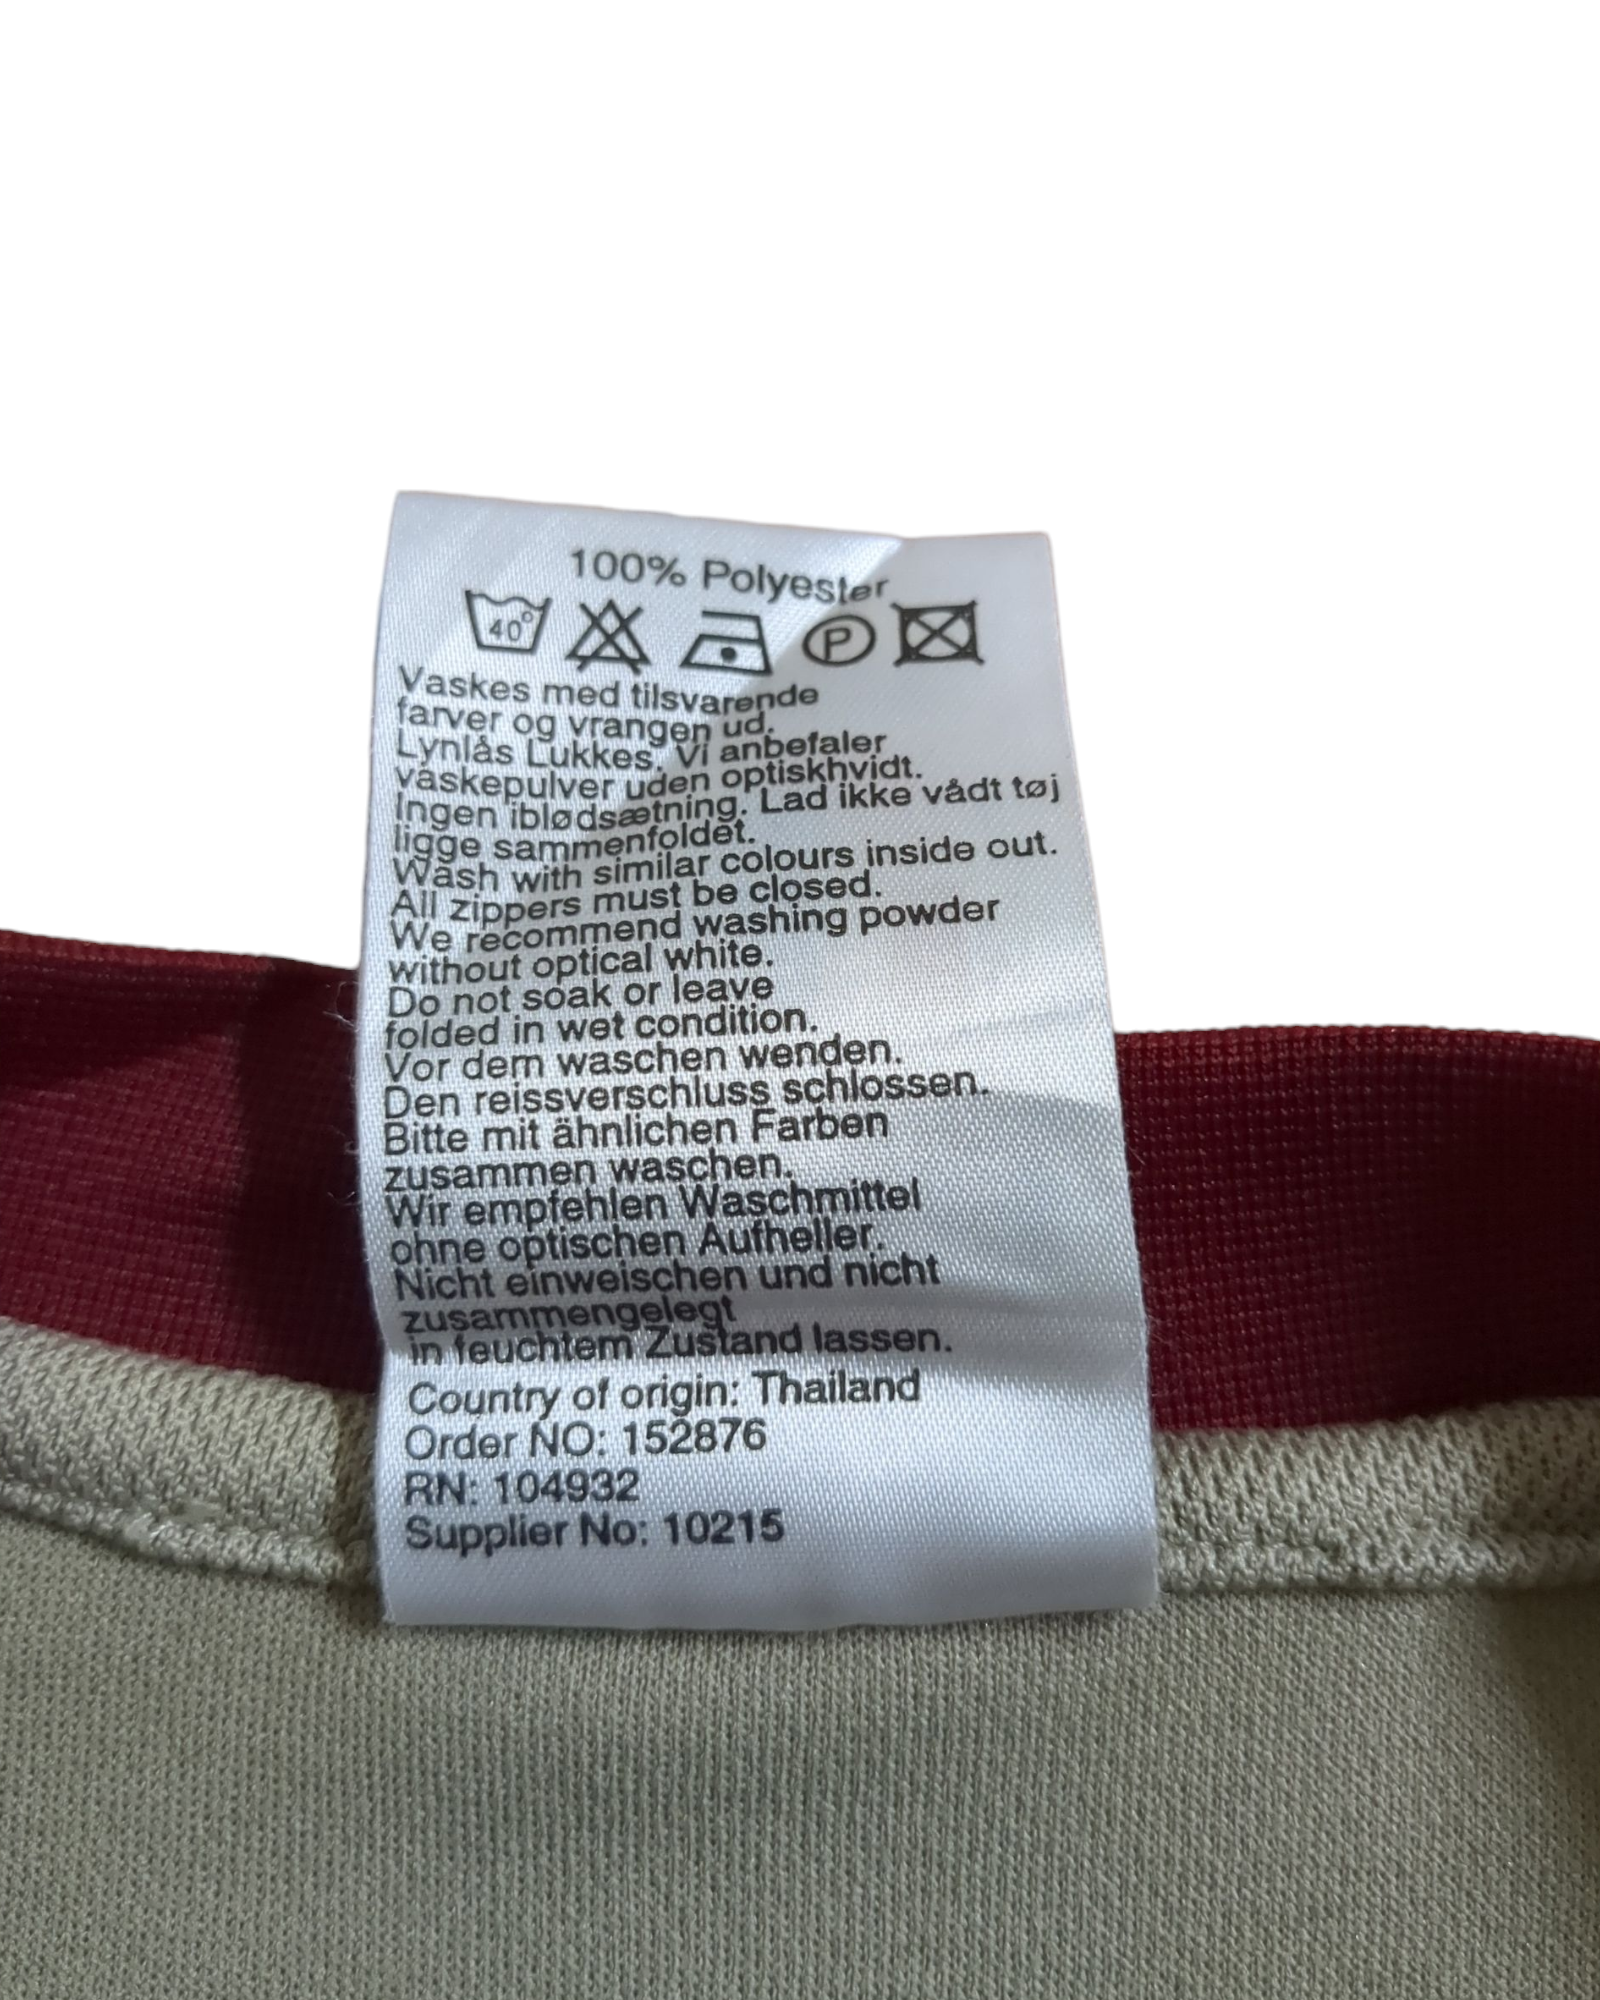 100% Polyester
40°
P
Vaskes med tilsvarende
farver og vrangen ud.
Lynlås Lukkes. Vi anbefaler
vaskepulver uden optiskhvidt.
Ingen iblødsætning. Lad ikke vådt tøj
ligge sammenfoldet.
Wash with similar colours inside out.
All zippers must be closed.
We recommend washing powder
without optical white.
Do not soak or leave
folded in wet condition.
Vor dem waschen wenden.
Den reissverschluss schlossen.
Bitte mit ähnlichen Farben
zusammen waschen.
Wir empfehlen Waschmittel
ohne optischen Aufheller.
Nicht einweischen und nicht
zusammengelegt
in feuchtem Zustand lassen.
Country of origin: Thailand
Order NO: 152876
RN: 104932
Supplier No: 10215